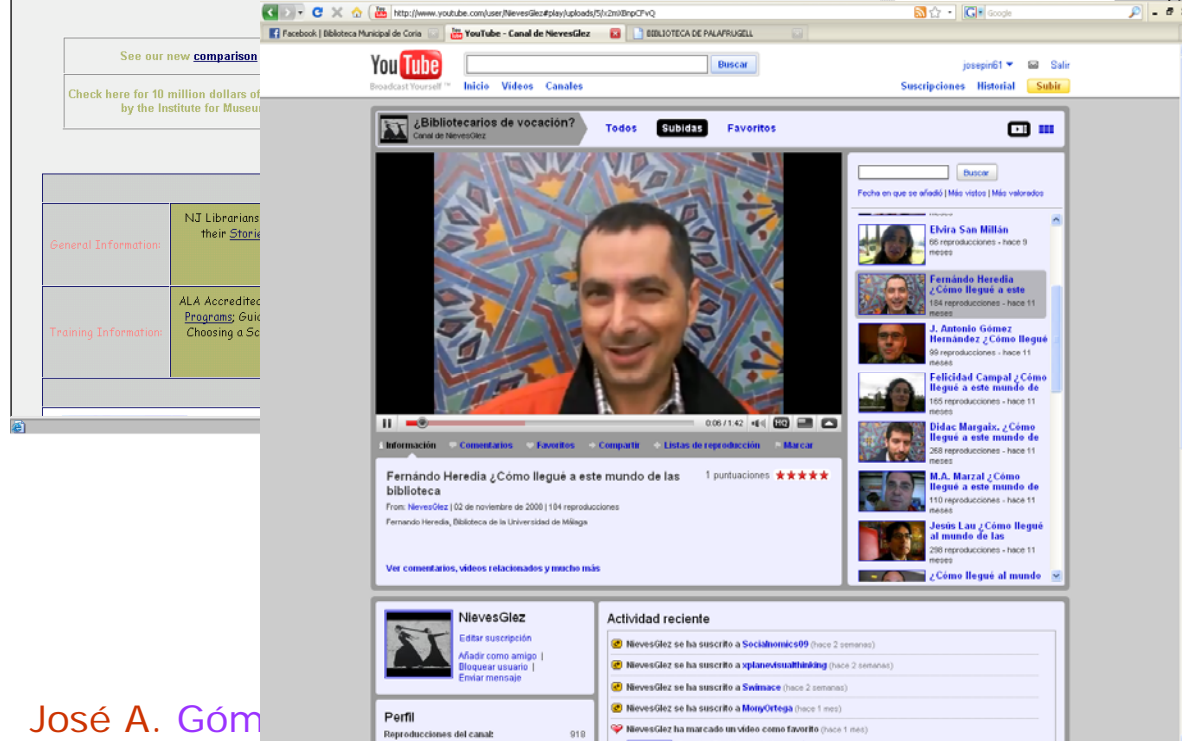 See our new comparison
Check here for 10 million dollars of
by the Institute for Museu
General Information:
NJ Librarians
their Storie
Training Information:
ALA Accredited
Programs; Guid
Choosing a Sc
José A. Góm
http://www.youtube.com/user/NievesGlez#play/uploads/5/x2mXBnpCFvQ
Google
Facebook | Biblioteca Municipal de Coria
YouTube - Canal de NievesGlez
BIBLIOTECA DE PALAFRUGELL
YouTube
Broadcast Yourself ™
Buscar
josepin61
Salir
Inicio Vídeos Canales
Suscripciones Historial Subir
¿Bibliotecarios de vocación?
Canal de NievesGlez
Todos Subidas Favoritos
0:06 / 1:42 HQ
Información Comentarios Favoritos Compartir Listas de reproducción Marcar
Fernándo Heredia ¿Cómo llegué a este mundo de las
biblioteca
1 puntuaciones
From: NievesGlez | 02 de noviembre de 2008 | 184 reproducciones
Fernando Heredia, Biblioteca de la Universidad de Málaga
Ver comentarios, vídeos relacionados y mucho más
Buscar
Fecha en que se añadió | Más vistos | Más valorados
meses
Elvira San Millán
66 reproducciones - hace 9
meses
Fernándo Heredia
¿Cómo llegué a este
184 reproducciones - hace 11
meses
J. Antonio Gómez
Hernández ¿Cómo llegué
99 reproducciones - hace 11
meses
Felicidad Campal ¿Cómo
llegué a este mundo de
165 reproducciones - hace 11
meses
Didac Margaix. ¿Cómo
llegué a este mundo de
268 reproducciones - hace 11
meses
M.A. Marzal ¿Cómo
llegué a este mundo de
110 reproducciones - hace 11
meses
Jesús Lau ¿Cómo llegué
al mundo de las
298 reproducciones - hace 11
meses
¿Cómo llegué al mundo
NievesGlez
Editar suscripción
Añadir como amigo |
Bloquear usuario |
Enviar mensaje
Perfil
Reproducciones del canal: 918
Actividad reciente
NievesGlez se ha suscrito a Socialnomics09 (hace 2 semanas)
NievesGlez se ha suscrito a xplanevisualthinking (hace 2 semanas)
NievesGlez se ha suscrito a Swimace (hace 2 semanas)
NievesGlez se ha suscrito a MonyOrtega (hace 1 mes)
NievesGlez ha marcado un vídeo como favorito (hace 1 mes)